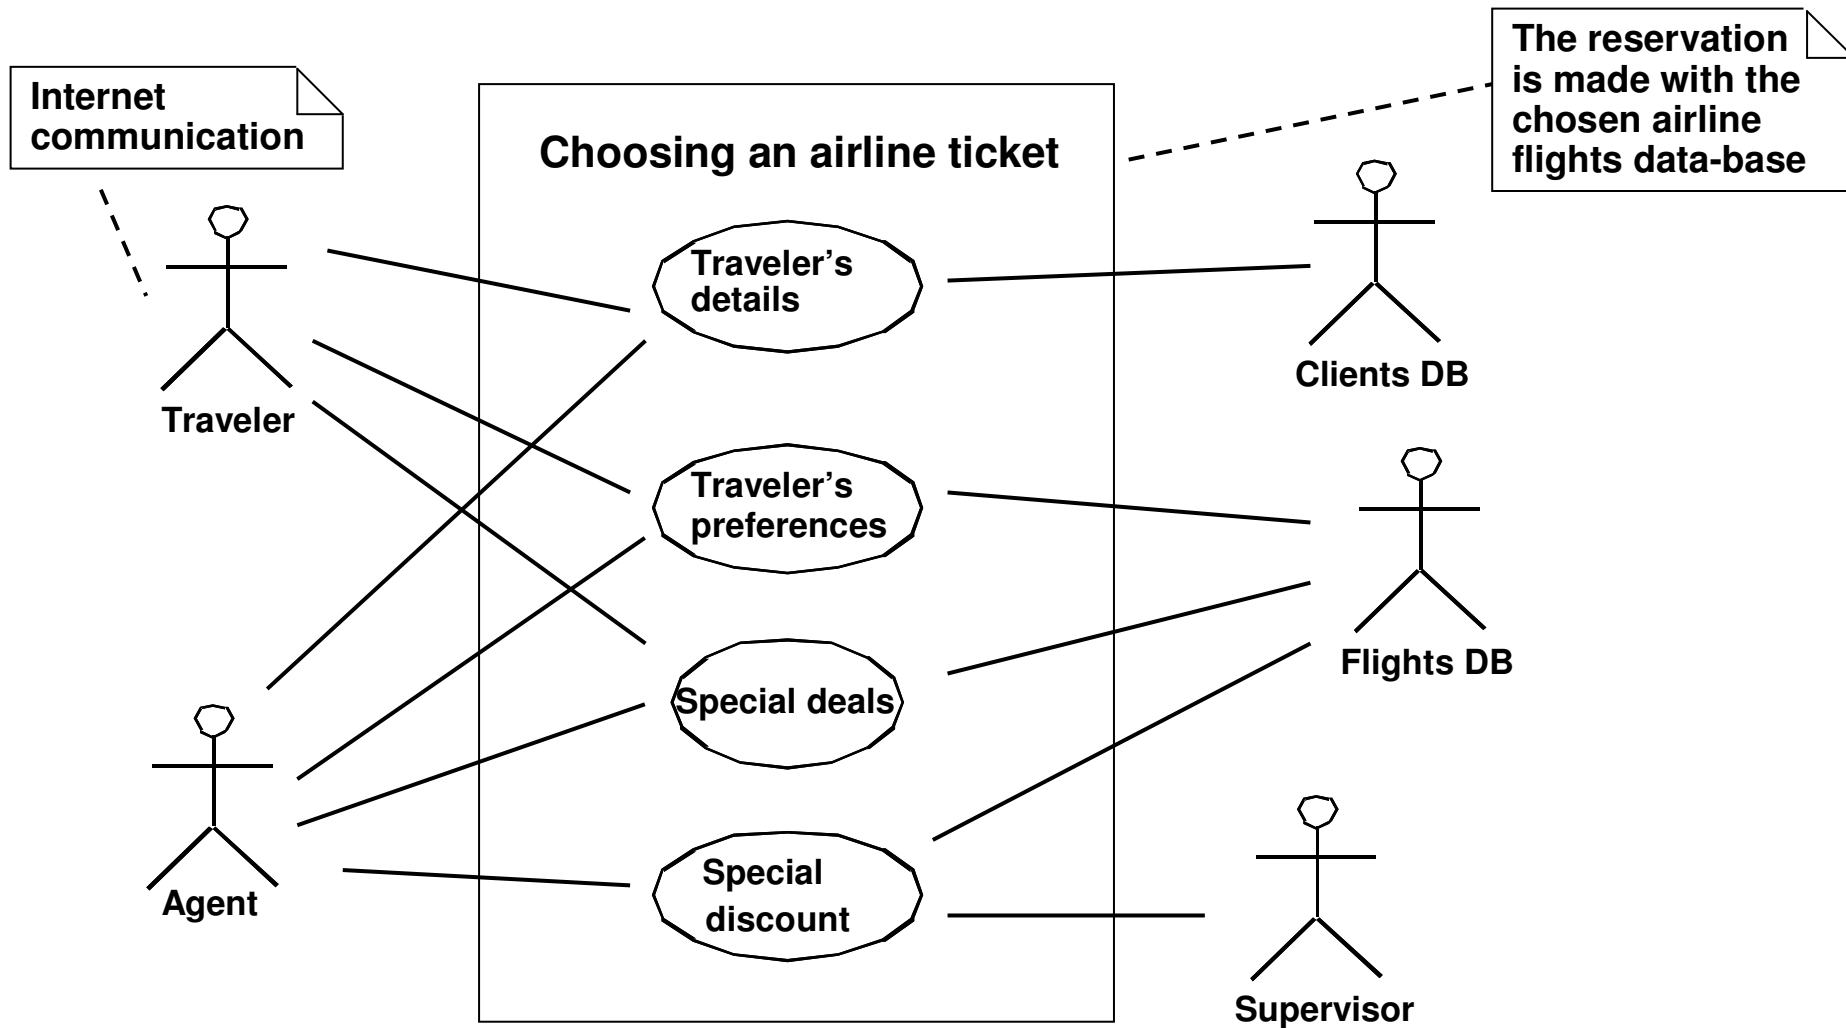 Internet
communication
The reservation
is made with the
chosen airline
flights data-base
Choosing an airline ticket
Traveler’s
details
Clients DB
Traveler
Traveler’s
preferences
Flights DB
Special deals
Agent
Special
discount
Supervisor